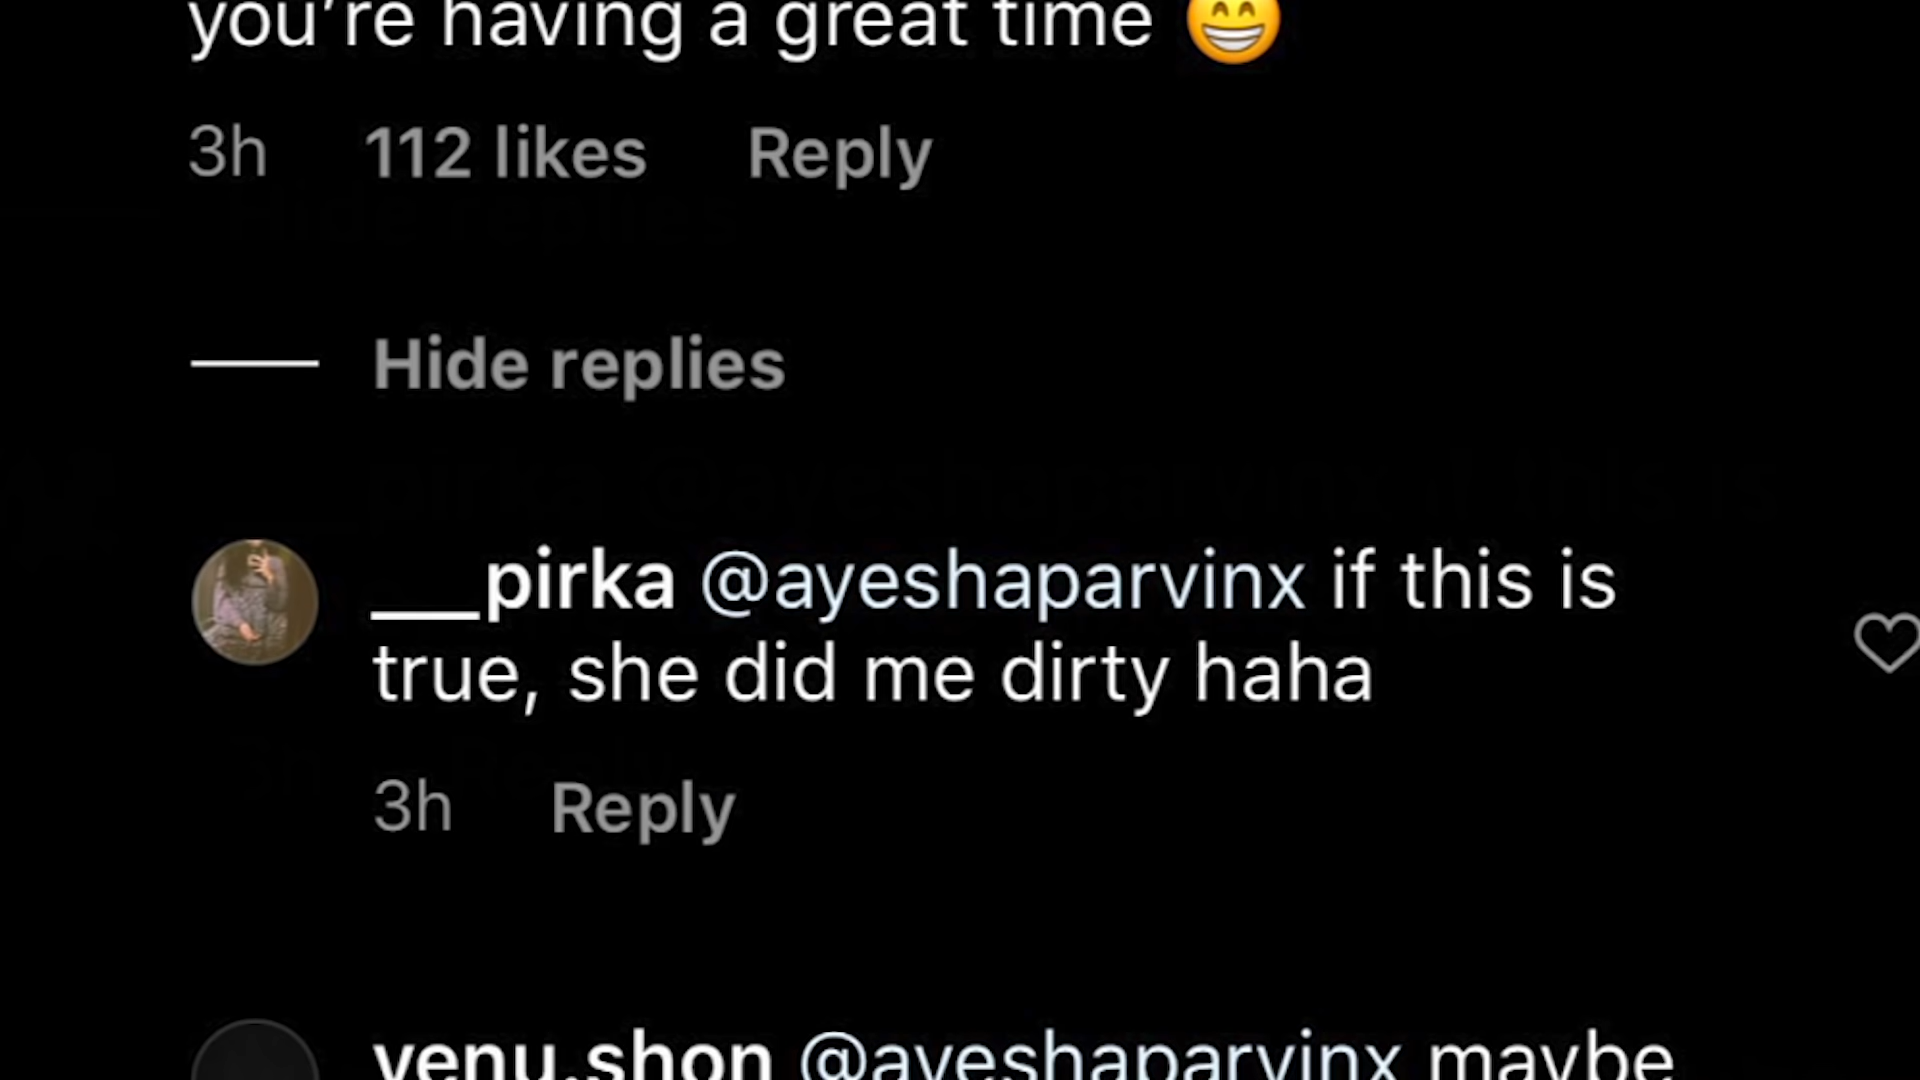 you're having a great time 😁
3h 112 likes Reply
Hide replies
___pirka @ayeshaparvinx if this is
true, she did me dirty haha
3h Reply
venu.shon @ayeshaparvinx maybe